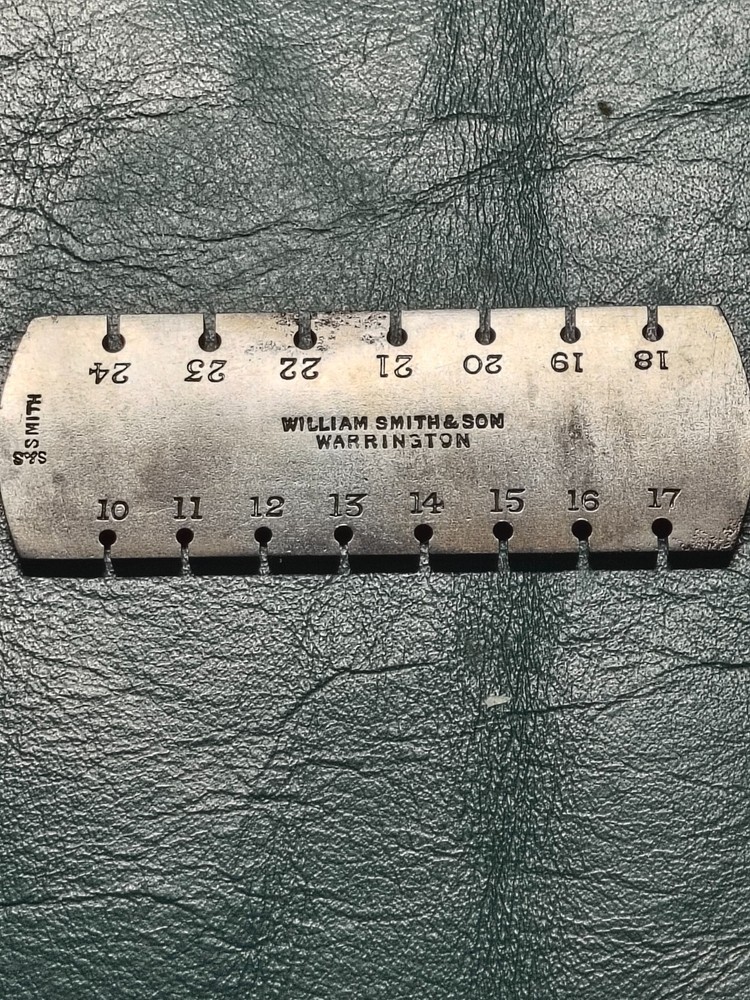 24 23 22 21 20 19 18
WILLIAM SMITH & SON
WARRINGTON
SMITH
10 11 12 13 14 15 16 17